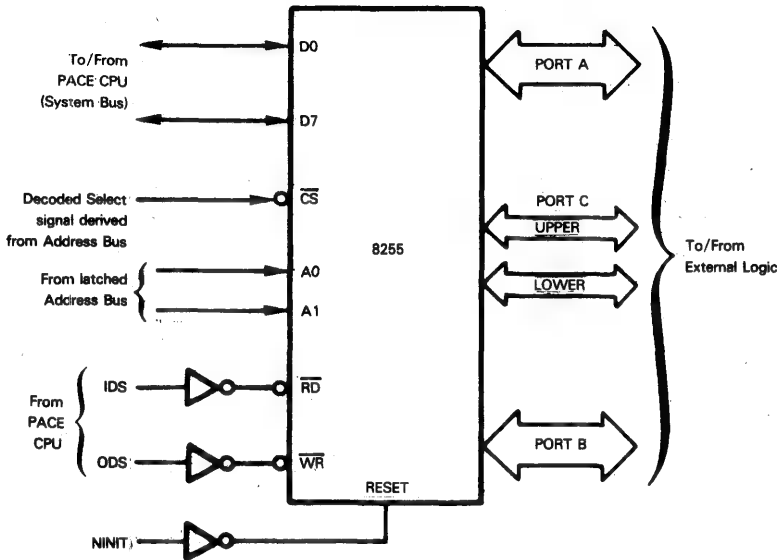 To/From
PACE CPU
(System Bus)
D0
D7
Decoded Select
signal derived
from Address Bus
CS
From latched
Address Bus
A0
A1
From
PACE
CPU
IDS
RD
ODS
WR
NINIT
RESET
8255
PORT A
PORT C
UPPER
LOWER
PORT B
To/From
External Logic